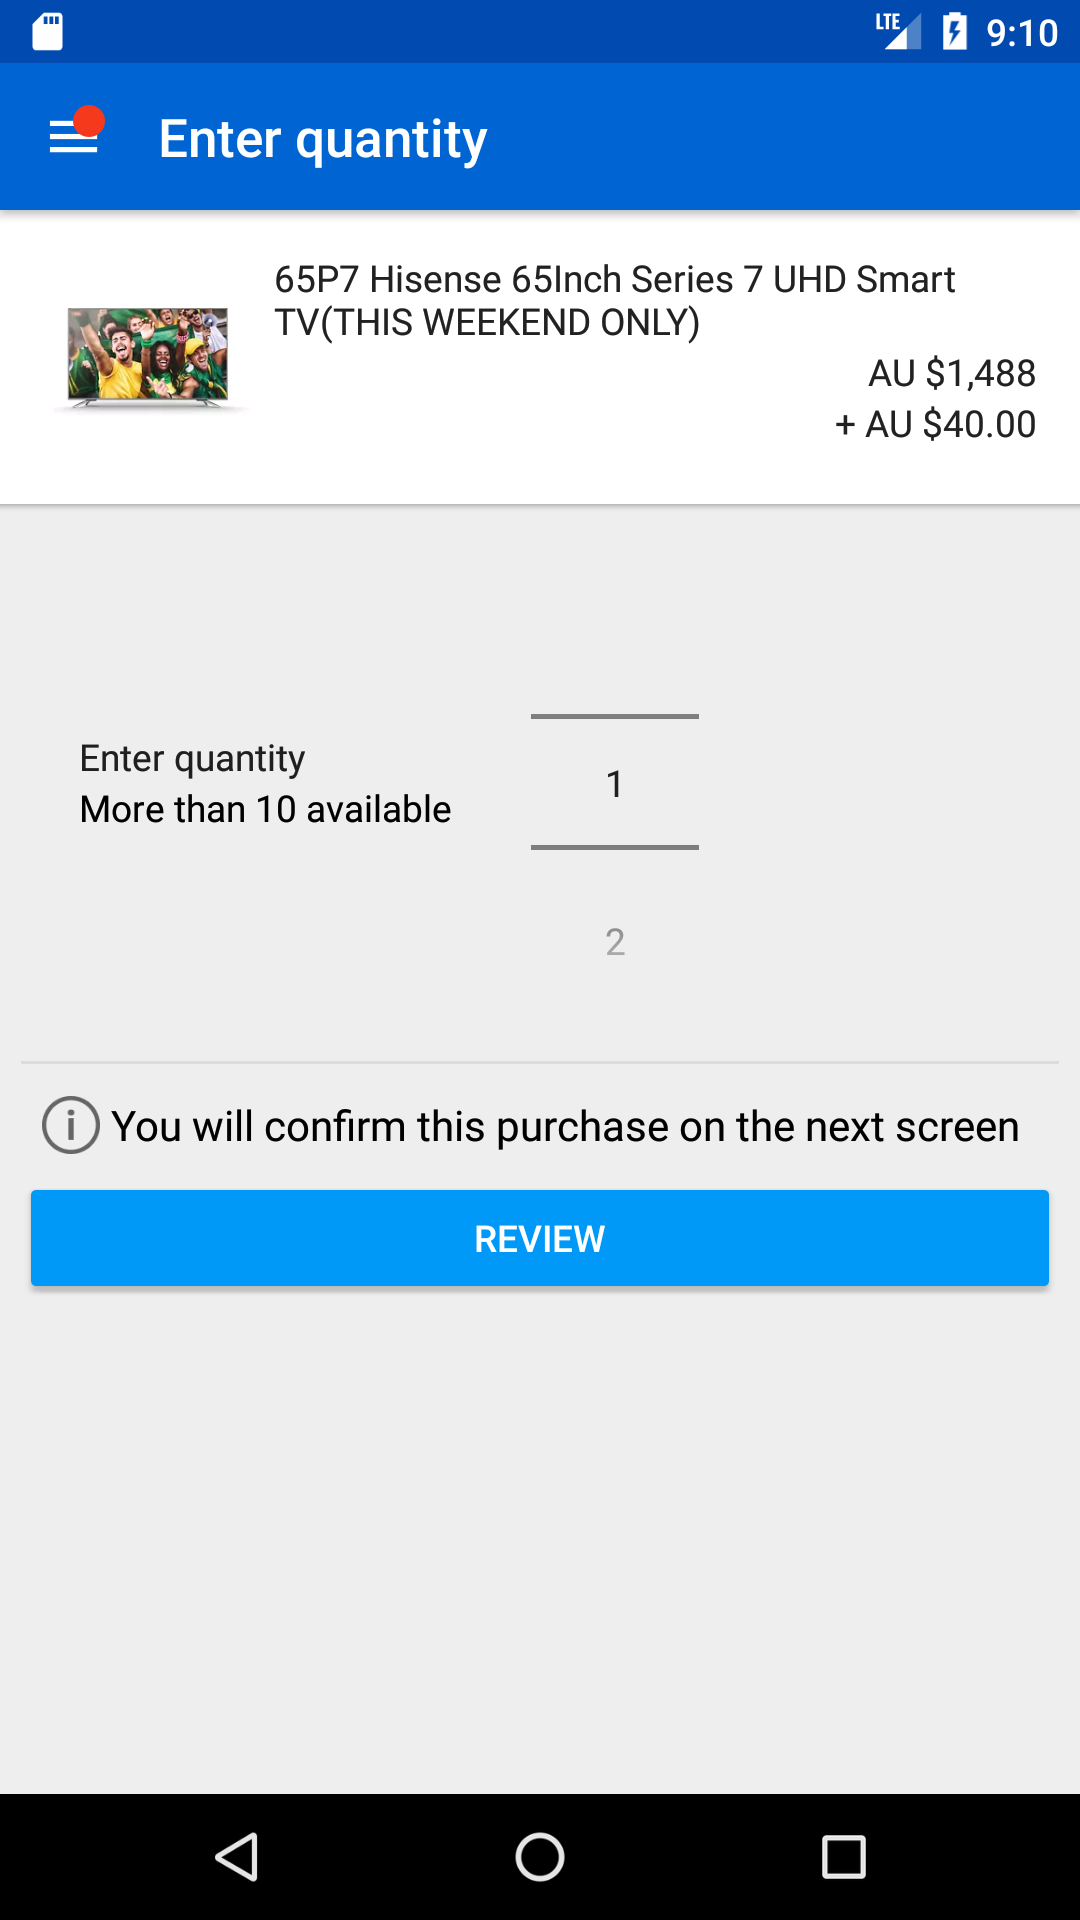 LTE 9:10
Enter quantity
65P7 Hisense 65Inch Series 7 UHD Smart
TV(THIS WEEKEND ONLY)
AU $1,488
+ AU $40.00
Enter quantity
More than 10 available
1
2
You will confirm this purchase on the next screen
REVIEW